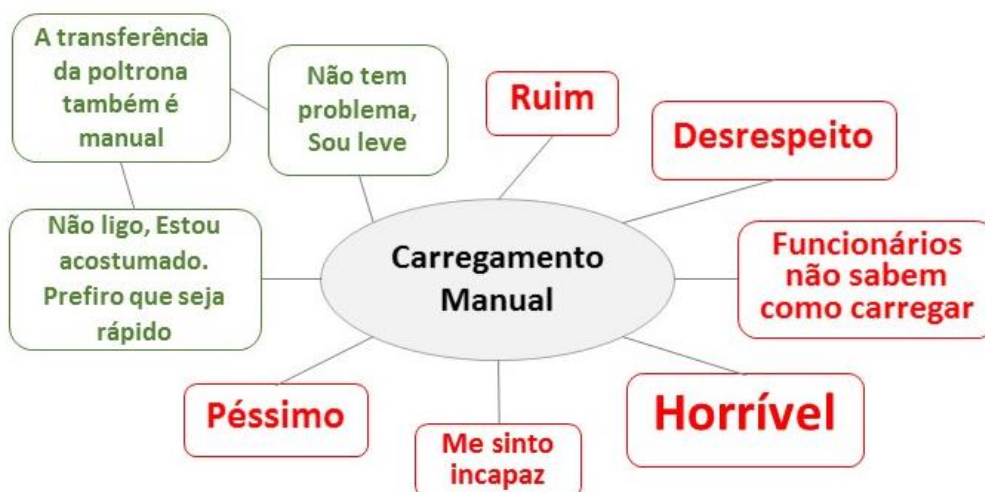 A transferência
da poltrona
também é
manual
Não tem
problema,
Sou leve
Ruim
Desrespeito
Não ligo, Estou
acostumado.
Prefiro que seja
rápido
Carregamento
Manual
Funcionários
não sabem
como carregar
Péssimo
Me sinto
incapaz
Horrível